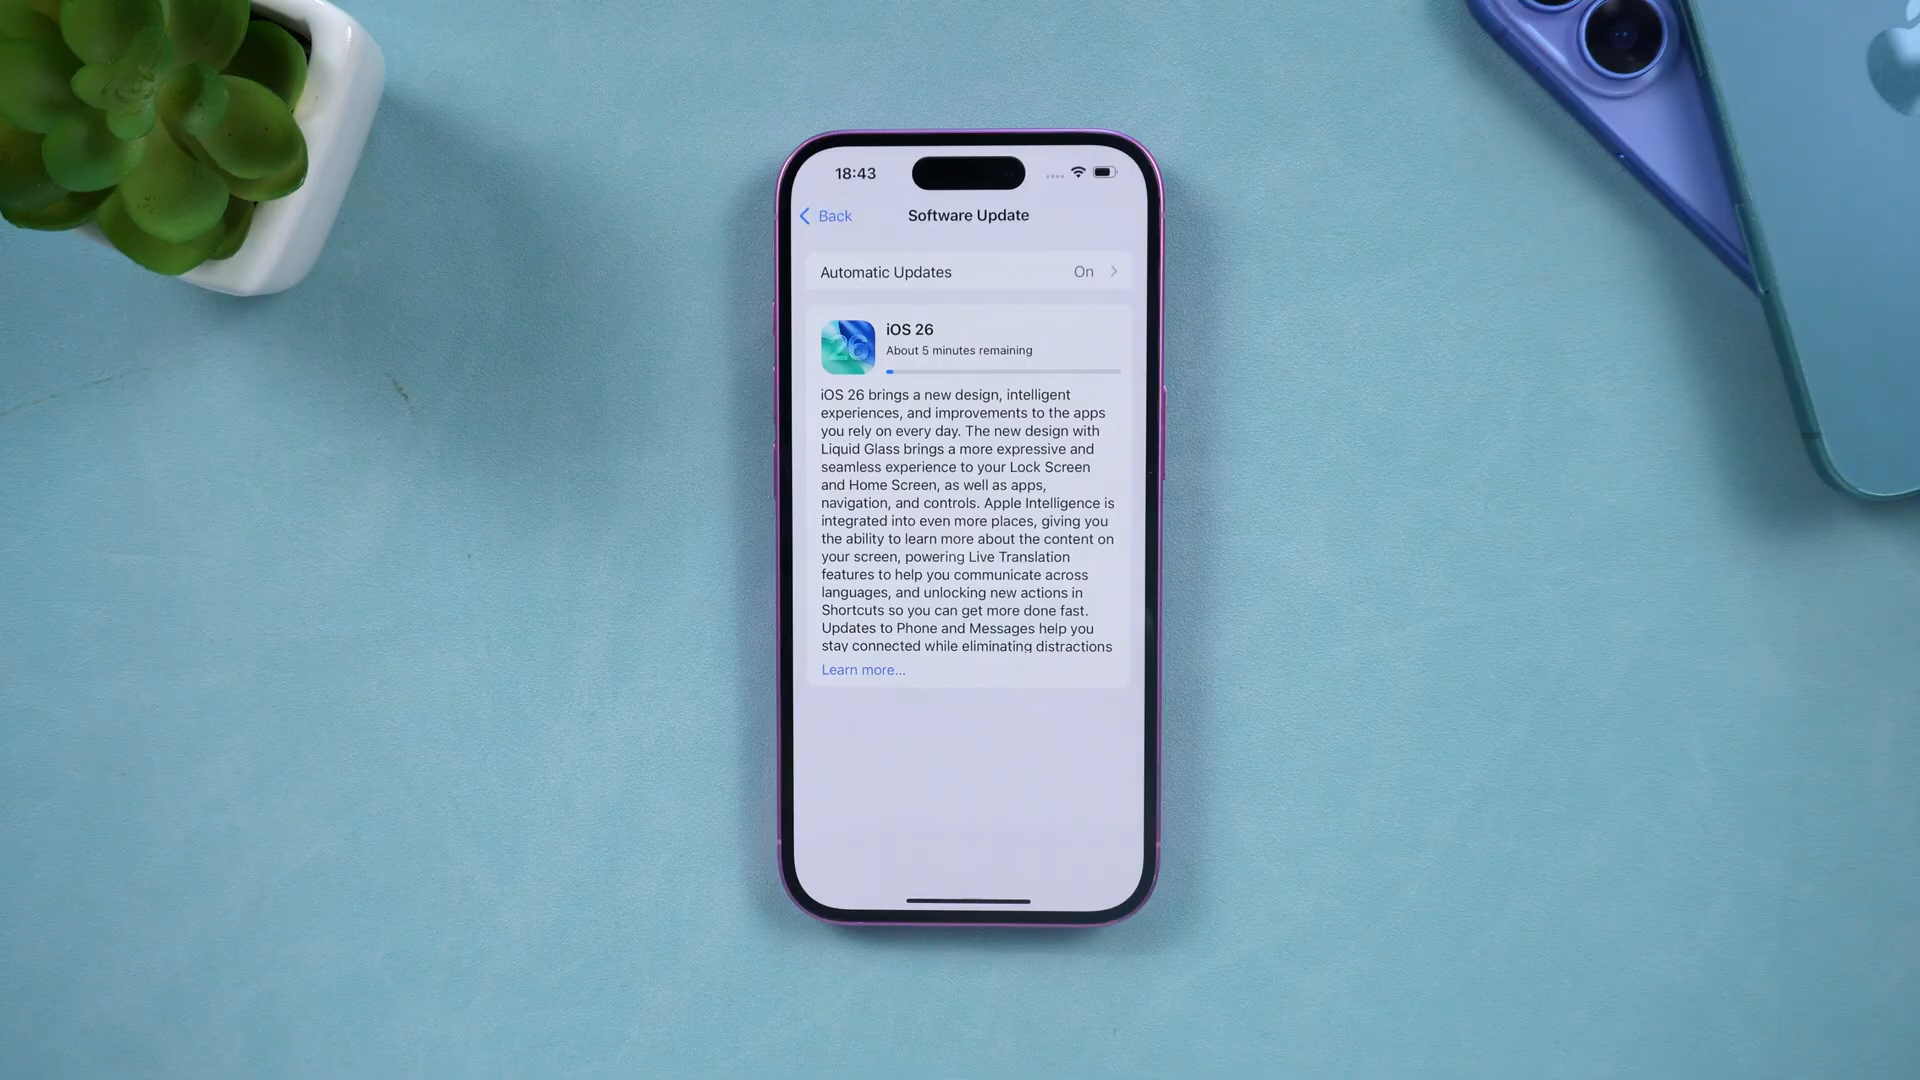 18:43
Back
Software Update
Automatic Updates
On
26
iOS 26
About 5 minutes remaining
iOS 26 brings a new design, intelligent
experiences, and improvements to the apps
you rely on every day. The new design with
Liquid Glass brings a more expressive and
seamless experience to your Lock Screen
and Home Screen, as well as apps,
navigation, and controls. Apple Intelligence is
integrated into even more places, giving you
the ability to learn more about the content on
your screen, powering Live Translation
features to help you communicate across
languages, and unlocking new actions in
Shortcuts so you can get more done fast.
Updates to Phone and Messages help you
stay connected while eliminating distractions
Learn more...